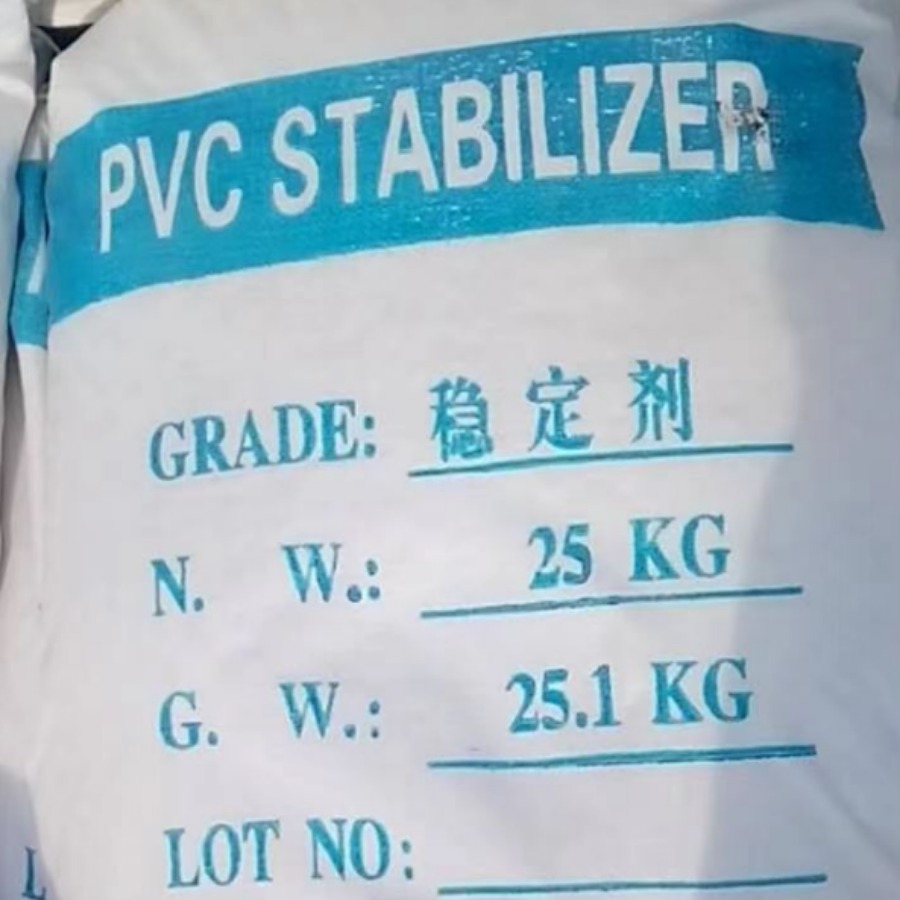 PVC STABILIZER
GRADE: 稳定剂
N. W.: 25 KG
G. W.: 25.1 KG
LOT NO:
L